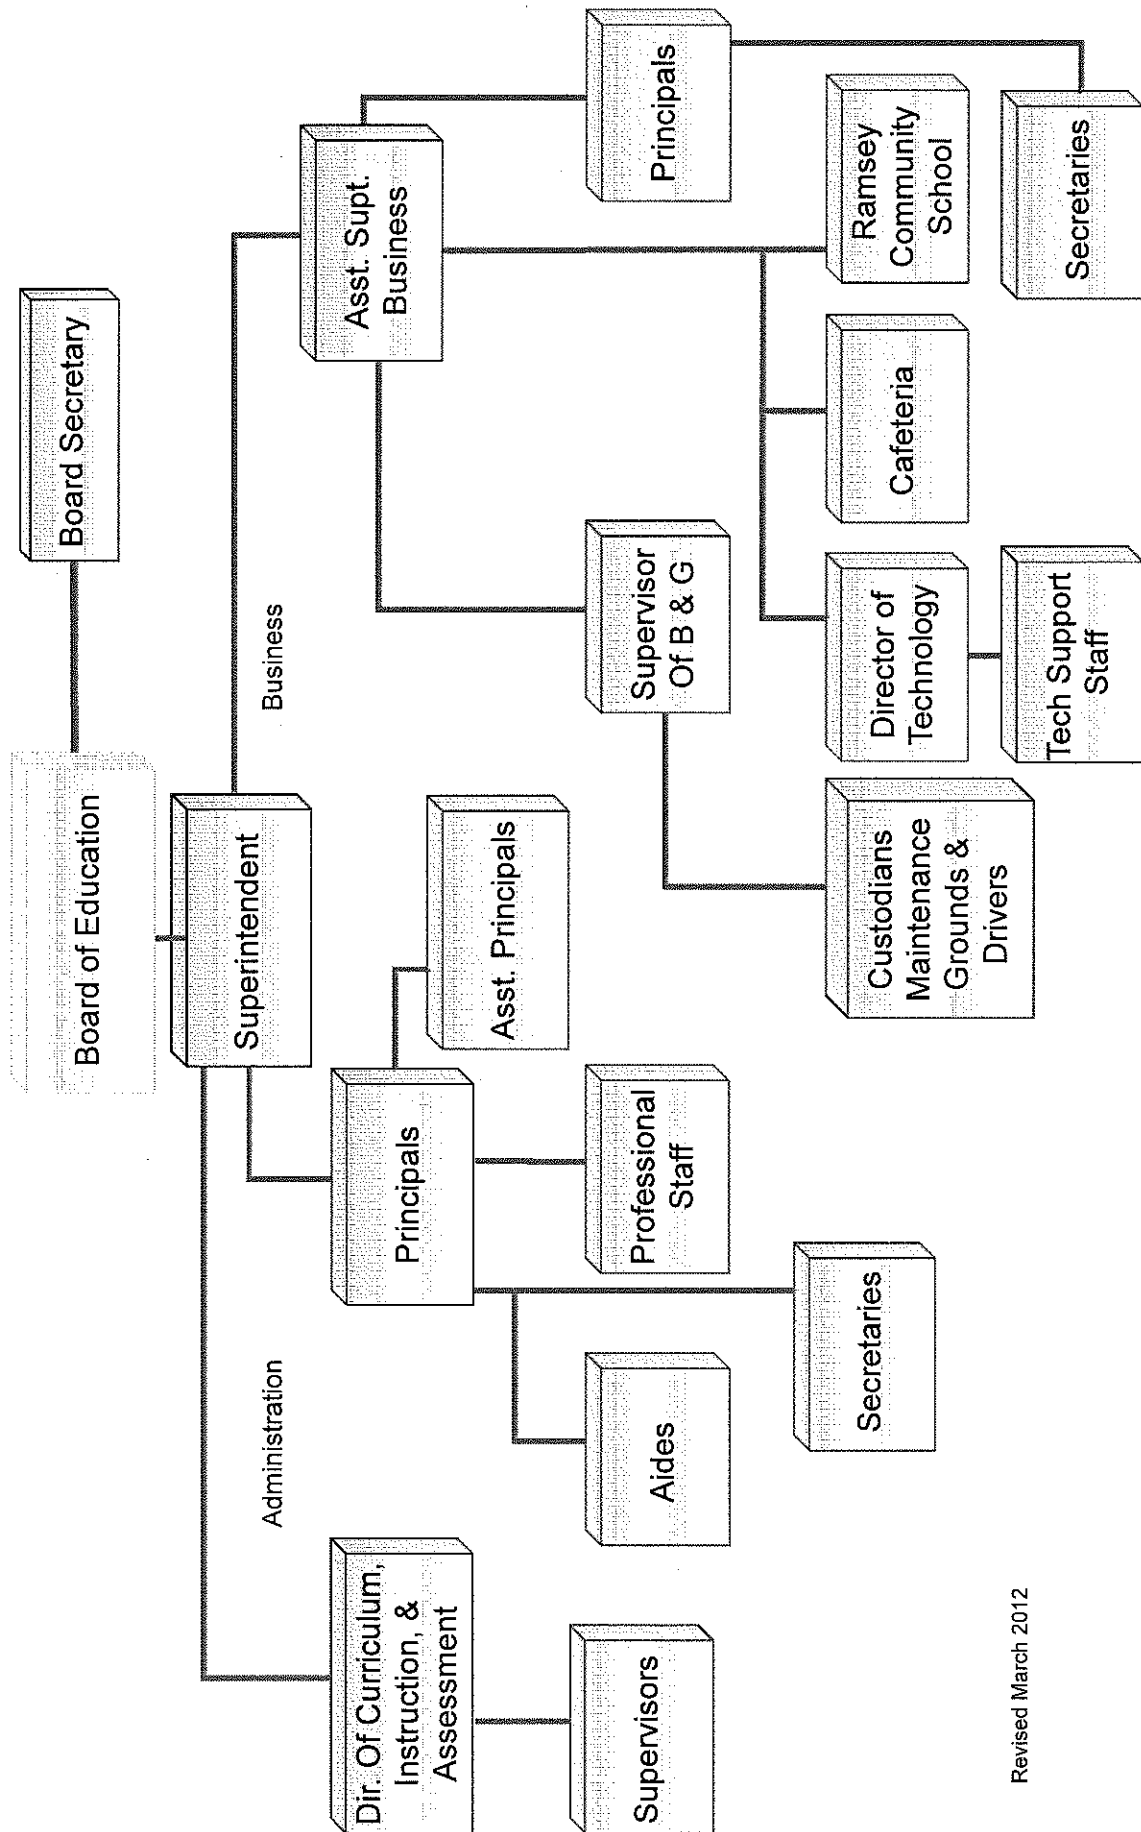 Board of Education
Board Secretary
Superintendent
Administration
Business
Dir. Of Curriculum,
Instruction, &
Assessment
Principals
Asst. Principals
Asst. Supt.
Business
Supervisors
Aides
Professional
Staff
Supervisor
Of B & G
Principals
Secretaries
Custodians
Maintenance
Grounds &
Drivers
Director of
Technology
Cafeteria
Ramsey
Community
School
Tech Support
Staff
Secretaries
Revised March 2012